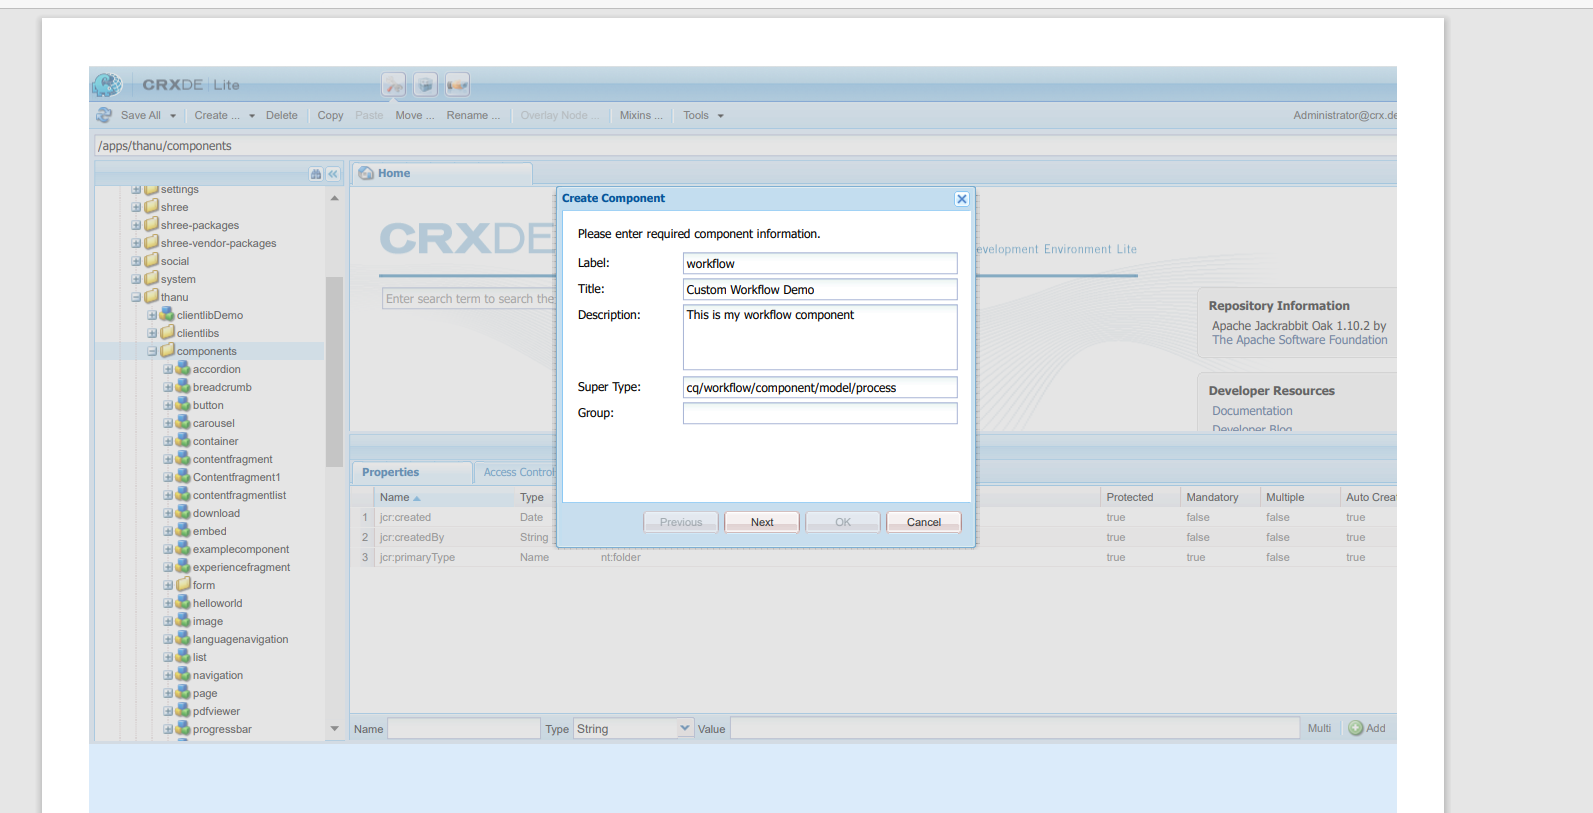 CRXDE | Lite
Save All Create ... Delete Copy Paste Move ... Rename ... Overlay Node ... Mixins ... Tools Administrator@crx.de
/apps/thanu/components
Home
settings
shree
shree-packages
shree-vendor-packages
social
system
thanu
clientlibDemo
clientlibs
components
accordion
breadcrumb
button
carousel
container
contentfragment
Contentfragment1
contentfragmentlist
download
embed
examplecomponent
experiencefragment
form
helloworld
image
languagenavigation
list
navigation
page
pdfviewer
progressbar
CRXDE
evelopment Environment Lite
Enter search term to search the
Repository Information
Apache Jackrabbit Oak 1.10.2 by
The Apache Software Foundation
Developer Resources
Documentation
Developer Blog
Create Component
Please enter required component information.
Label: workflow
Title: Custom Workflow Demo
Description: This is my workflow component
Super Type: cq/workflow/component/model/process
Group:
Previous Next OK Cancel
Properties Access Control
Name Type Protected Mandatory Multiple Auto Creat
1 jcr:created Date true false false true
2 jcr:createdBy String true false false true
3 jcr:primaryType Name nt:folder true true false true
Name Type String Value Multi Add